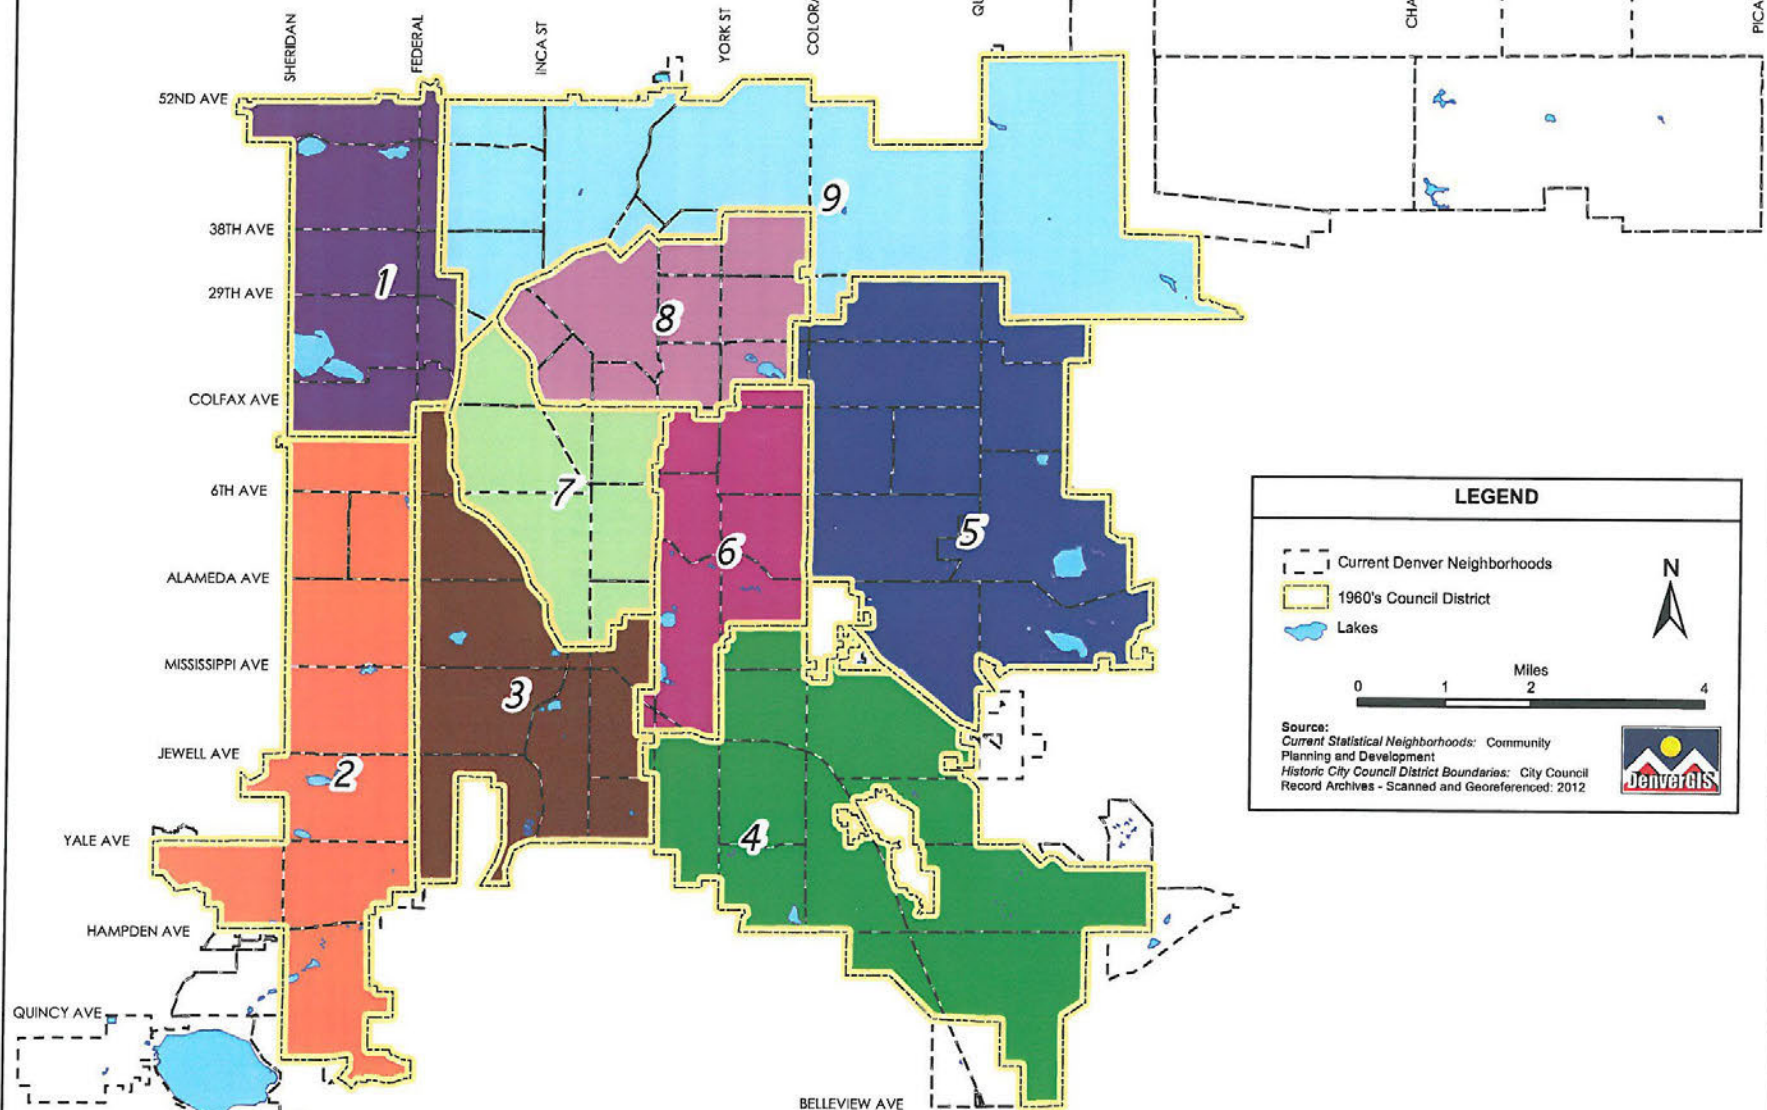 SHERIDAN
FEDERAL
INCA ST
YORK ST
52ND AVE
38TH AVE
29TH AVE
COLFAX AVE
6TH AVE
ALAMEDA AVE
MISSISSIPPI AVE
JEWELL AVE
YALE AVE
HAMPDEN AVE
QUINCY AVE
BELLEVIEW AVE
1
9
8
7
5
6
3
2
4
LEGEND
Current Denver Neighborhoods
1960's Council District
Lakes
N
Miles
0 1 2 4
Source:
Current Statistical Neighborhoods: Community
Planning and Development
Historic City Council District Boundaries: City Council
Record Archives - Scanned and Georeferenced: 2012
DenverGIS